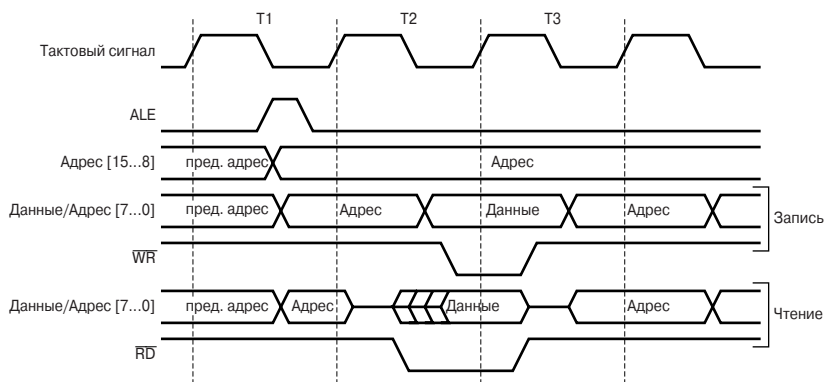 T1 T2 T3
Тактовый сигнал
ALE
Адрес [15...8] пред. адрес Адрес
Данные/Адрес [7...0] пред. адрес Адрес Данные Адрес
Запись
WR
Данные/Адрес [7...0] пред. адрес Адрес Данные Адрес
Чтение
RD